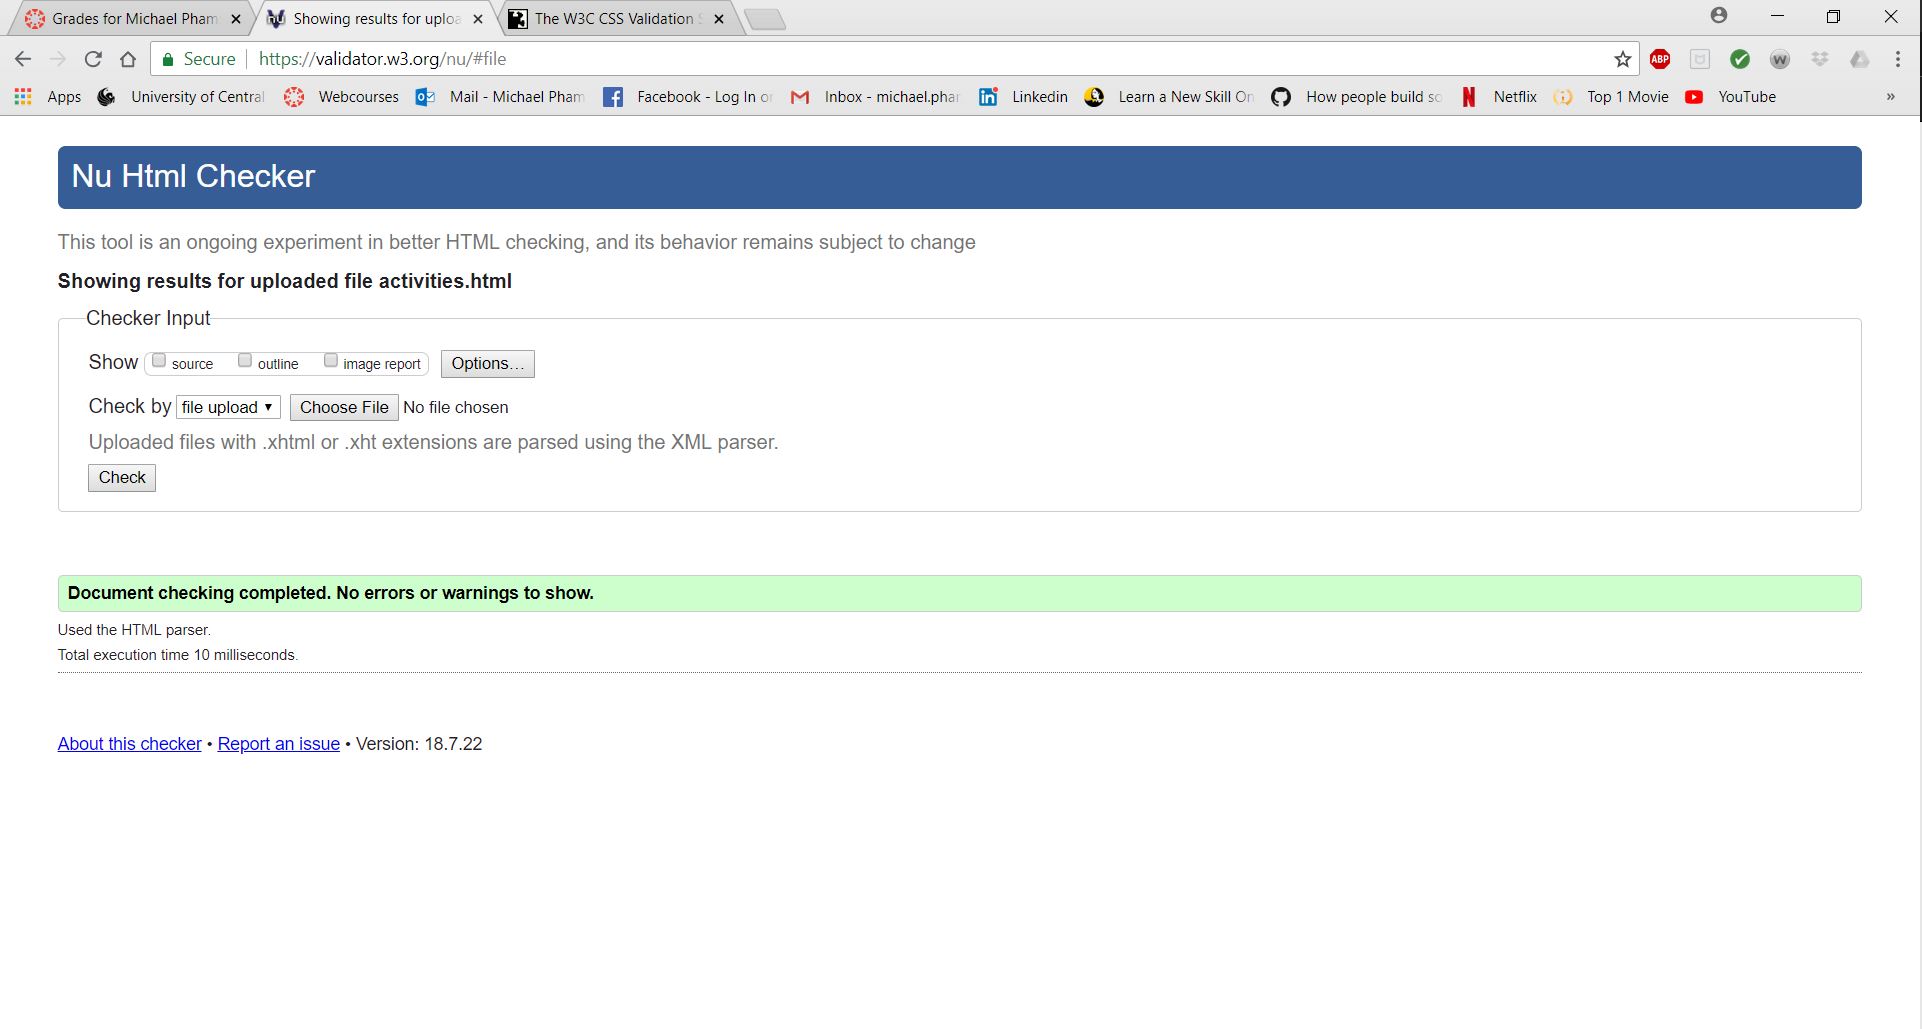 Grades for Michael Pham
Showing results for uploa
The W3C CSS Validation S
Secure https://validator.w3.org/nu/#file
ABP
W
Apps University of Central Webcourses Mail - Michael Pham Facebook - Log In or Inbox - michael.phar Linkedin Learn a New Skill On How people build so Netflix Top 1 Movie YouTube »
Nu Html Checker
This tool is an ongoing experiment in better HTML checking, and its behavior remains subject to change
Showing results for uploaded file activities.html
Checker Input
Show source outline image report Options...
Check by file upload Choose File No file chosen
Uploaded files with .xhtml or .xht extensions are parsed using the XML parser.
Check
Document checking completed. No errors or warnings to show.
Used the HTML parser.
Total execution time 10 milliseconds.
About this checker • Report an issue • Version: 18.7.22